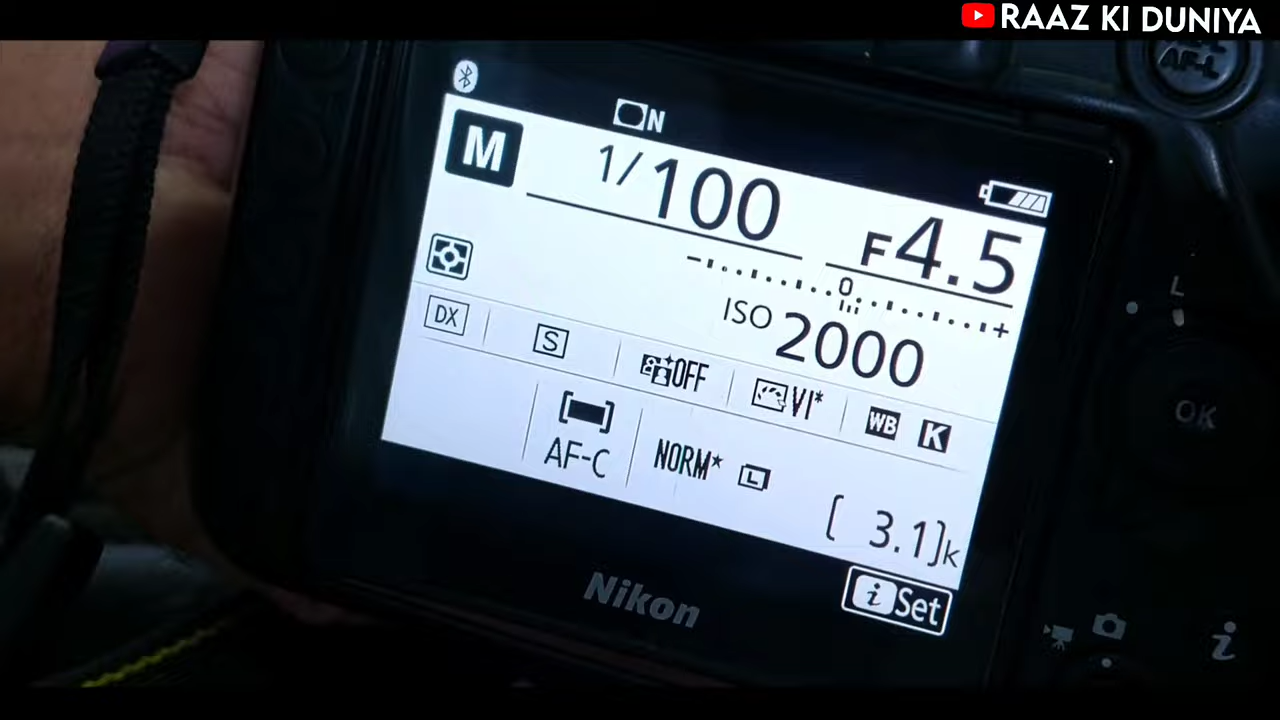 RAAZ KI DUNIYA
AF-L
N
M
1/100
F4.5
- 0 +
ISO 2000
DX
S
OFF
VI*
WB K
AF-C
NORM* L
[ 3.1]k
i Set
Nikon
L
OK
i